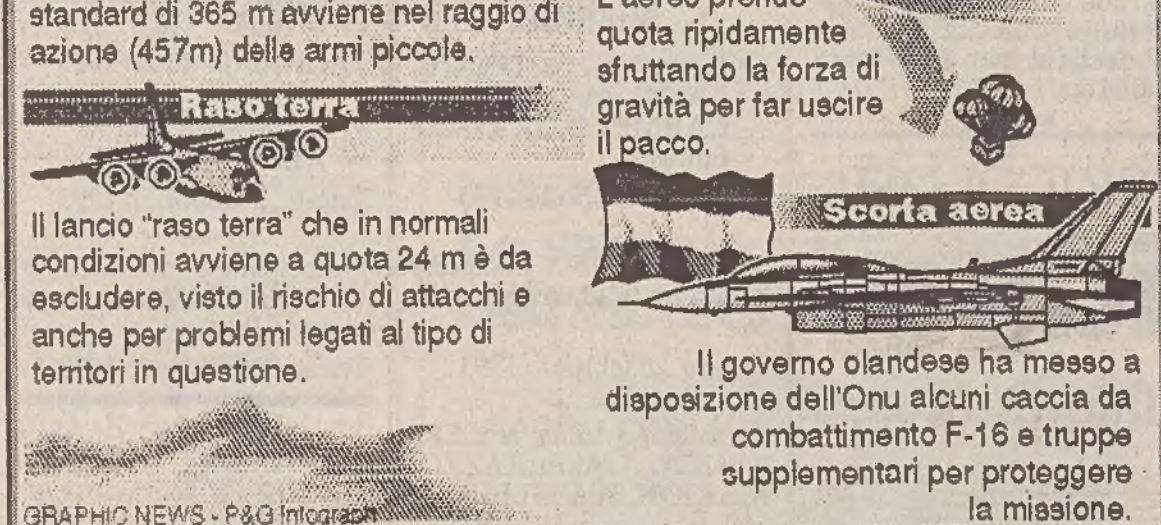 standard di 365 m avviene nel raggio di
azione (457m) delle armi piccole.
Raso terra
Il lancio "raso terra" che in normali
condizioni avviene a quota 24 m è da
escludere, visto il rischio di attacchi e
anche per problemi legati al tipo di
territori in questione.
GRAPHIC NEWS - P&G Infograph
L'aereo prende
quota ripidamente
sfruttando la forza di
gravità per far uscire
il pacco.
Scorta aerea
Il governo olandese ha messo a
disposizione dell'Onu alcuni caccia da
combattimento F-16 e truppe
supplementari per proteggere
la missione.